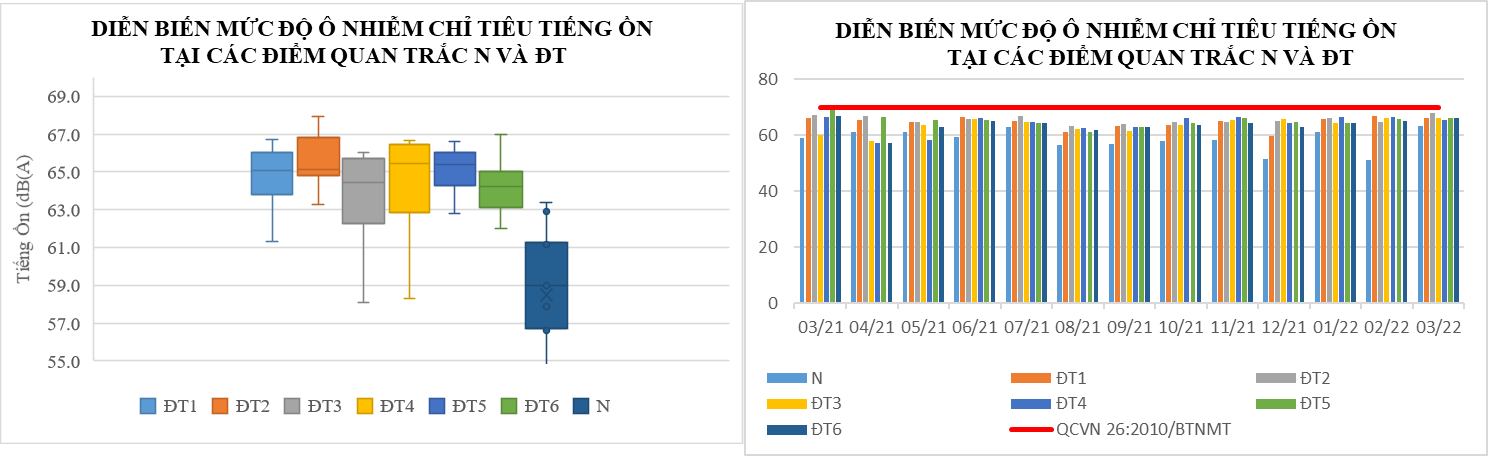 DIỄN BIẾN MỨC ĐỘ Ô NHIỄM CHỈ TIÊU TIẾNG ỒN
TẠI CÁC ĐIỂM QUAN TRẮC N VÀ ĐT
69.0
67.0
65.0
63.0
61.0
59.0
57.0
55.0
Tiếng Ồn (dB(A)
ĐT1 ĐT2 ĐT3 ĐT4 ĐT5 ĐT6 N
DIỄN BIẾN MỨC ĐỘ Ô NHIỄM CHỈ TIÊU TIẾNG ỒN
TẠI CÁC ĐIỂM QUAN TRẮC N VÀ ĐT
80
60
40
20
0
03/21 04/21 05/21 06/21 07/21 08/21 09/21 10/21 11/21 12/21 01/22 02/22 03/22
N ĐT1 ĐT2
ĐT3 ĐT4 ĐT5
ĐT6 QCVN 26:2010/BTNMT